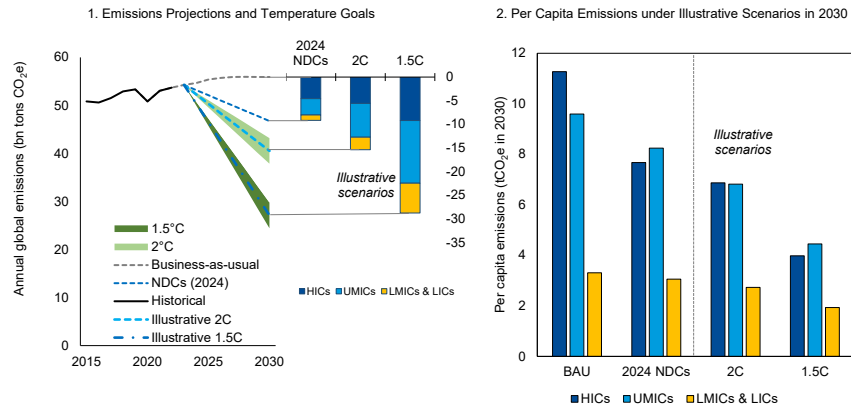 1. Emissions Projections and Temperature Goals
Annual global emissions (bn tons CO₂e)
60
50
40
30
20
10
0
2015
2020
2025
2030
2024
NDCs
2C
1.5C
0
-5
-10
-15
-20
-25
-30
-35
Illustrative
scenarios
1.5°C
2°C
Business-as-usual
NDCs (2024)
Historical
Illustrative 2C
Illustrative 1.5C
HICs
UMICs
LMICs & LICs
2. Per Capita Emissions under Illustrative Scenarios in 2030
Per capita emissions (tCO₂e in 2030)
12
10
8
6
4
2
0
Illustrative
scenarios
BAU
2024 NDCs
2C
1.5C
HICs
UMICs
LMICs & LICs